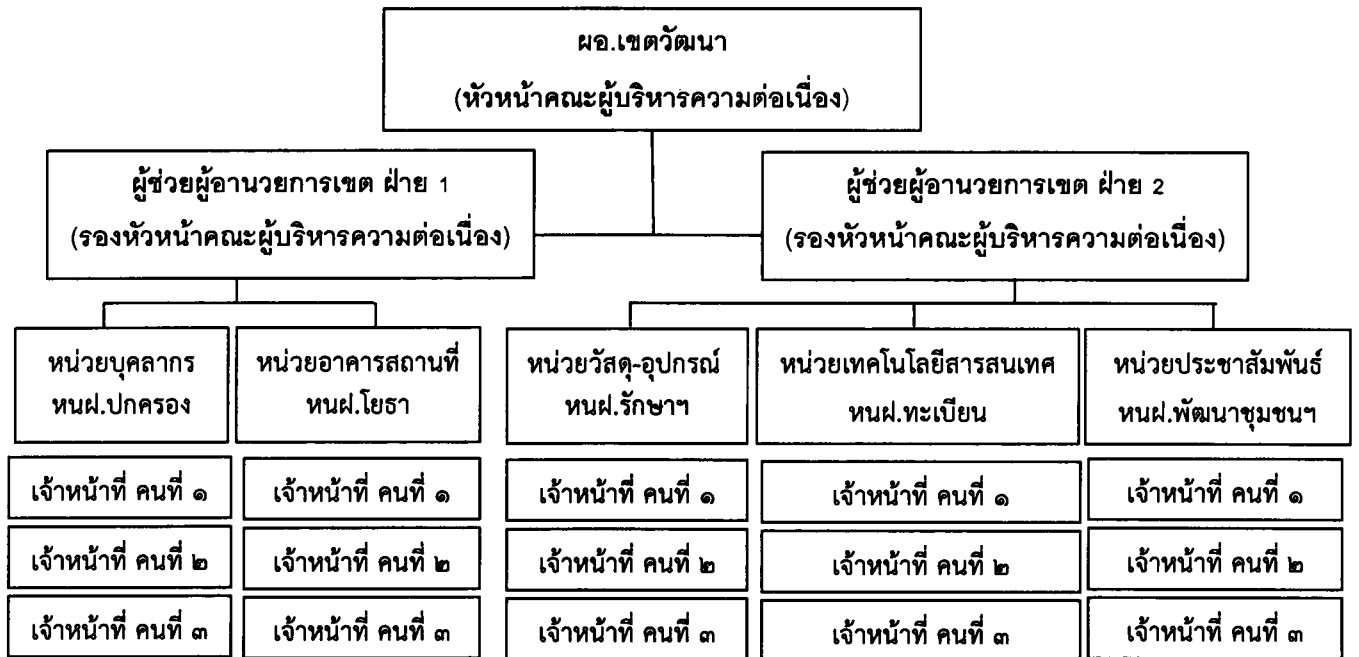 ผอ.เขตวัฒนา
(หัวหน้าคณะผู้บริหารความต่อเนื่อง)
ผู้ช่วยผู้อำนวยการเขต ฝ่าย 1
(รองหัวหน้าคณะผู้บริหารความต่อเนื่อง)
ผู้ช่วยผู้อำนวยการเขต ฝ่าย 2
(รองหัวหน้าคณะผู้บริหารความต่อเนื่อง)
หน่วยบุคลากร
หนฝ.ปกครอง
หน่วยอาคารสถานที่
หนฝ.โยธา
หน่วยวัสดุ-อุปกรณ์
หนฝ.รักษาฯ
หน่วยเทคโนโลยีสารสนเทศ
หนฝ.ทะเบียน
หน่วยประชาสัมพันธ์
หนฝ.พัฒนาชุมชนฯ
เจ้าหน้าที่ คนที่ ๑
เจ้าหน้าที่ คนที่ ๑
เจ้าหน้าที่ คนที่ ๑
เจ้าหน้าที่ คนที่ ๑
เจ้าหน้าที่ คนที่ ๑
เจ้าหน้าที่ คนที่ ๒
เจ้าหน้าที่ คนที่ ๒
เจ้าหน้าที่ คนที่ ๒
เจ้าหน้าที่ คนที่ ๒
เจ้าหน้าที่ คนที่ ๒
เจ้าหน้าที่ คนที่ ๓
เจ้าหน้าที่ คนที่ ๓
เจ้าหน้าที่ คนที่ ๓
เจ้าหน้าที่ คนที่ ๓
เจ้าหน้าที่ คนที่ ๓